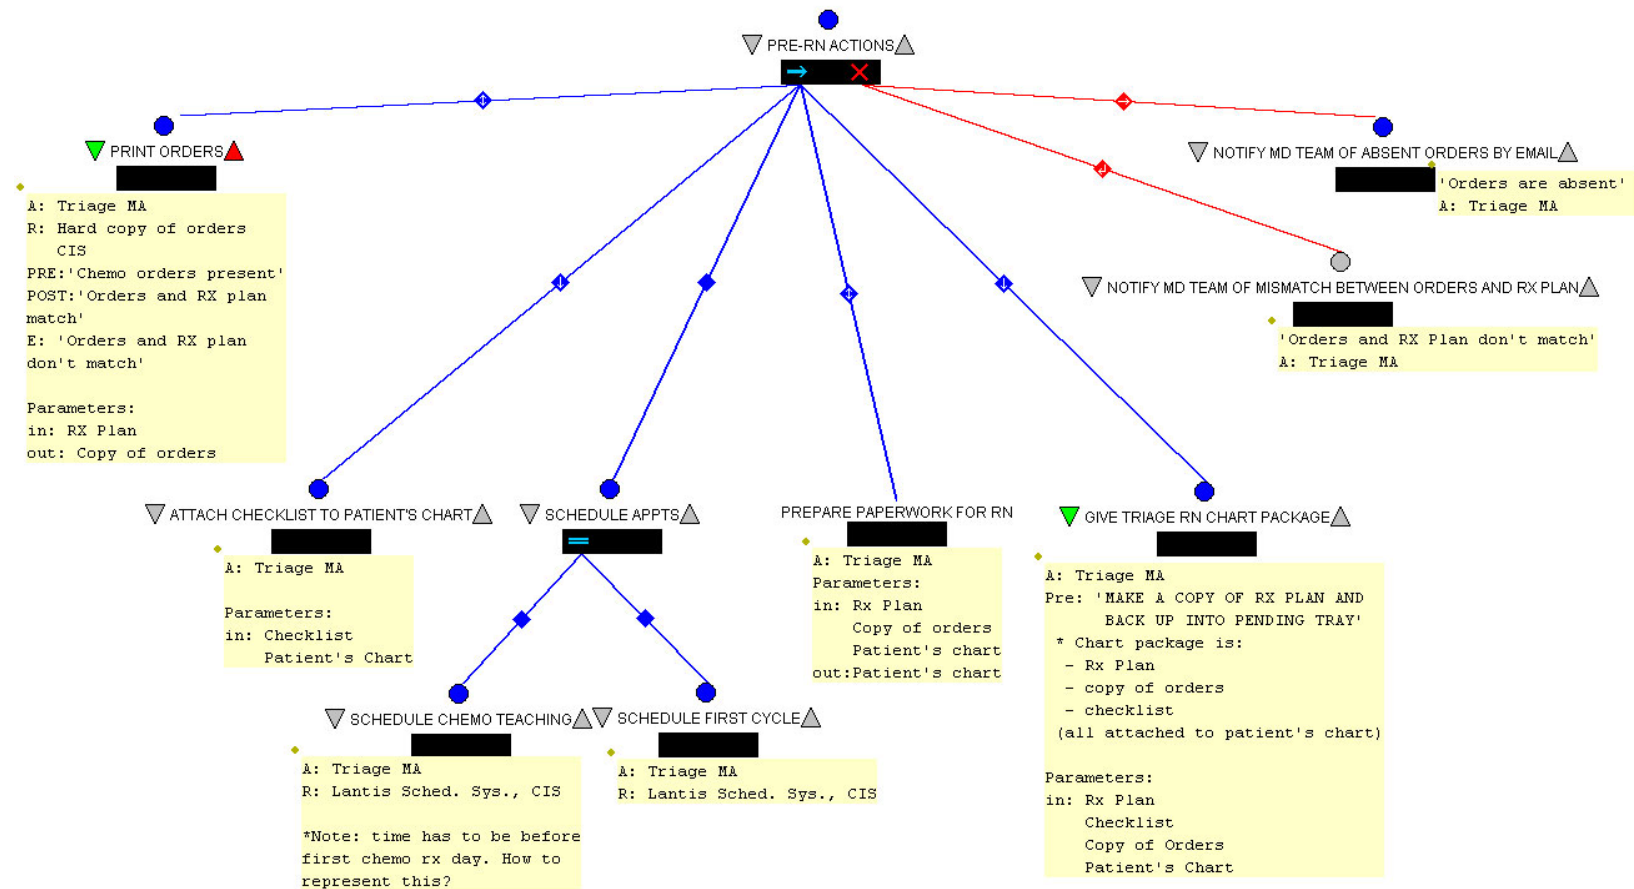 PRE-RN ACTIONS
PRINT ORDERS
A: Triage MA
R: Hard copy of orders
CIS
PRE:'Chemo orders present'
POST:'Orders and RX plan
match'
E: 'Orders and RX plan
don't match'
Parameters:
in: RX Plan
out: Copy of orders
NOTIFY MD TEAM OF ABSENT ORDERS BY EMAIL
'Orders are absent'
A: Triage MA
NOTIFY MD TEAM OF MISMATCH BETWEEN ORDERS AND RX PLAN
'Orders and RX Plan don't match'
A: Triage MA
ATTACH CHECKLIST TO PATIENT'S CHART
A: Triage MA
Parameters:
in: Checklist
Patient's Chart
SCHEDULE APPTS
PREPARE PAPERWORK FOR RN
A: Triage MA
Parameters:
in: Rx Plan
Copy of orders
Patient's chart
out:Patient's chart
GIVE TRIAGE RN CHART PACKAGE
A: Triage MA
Pre: 'MAKE A COPY OF RX PLAN AND
BACK UP INTO PENDING TRAY'
* Chart package is:
- Rx Plan
- copy of orders
- checklist
(all attached to patient's chart)
Parameters:
in: Rx Plan
Checklist
Copy of Orders
Patient's Chart
SCHEDULE CHEMO TEACHING
A: Triage MA
R: Lantis Sched. Sys., CIS
*Note: time has to be before
first chemo rx day. How to
represent this?
SCHEDULE FIRST CYCLE
A: Triage MA
R: Lantis Sched. Sys., CIS